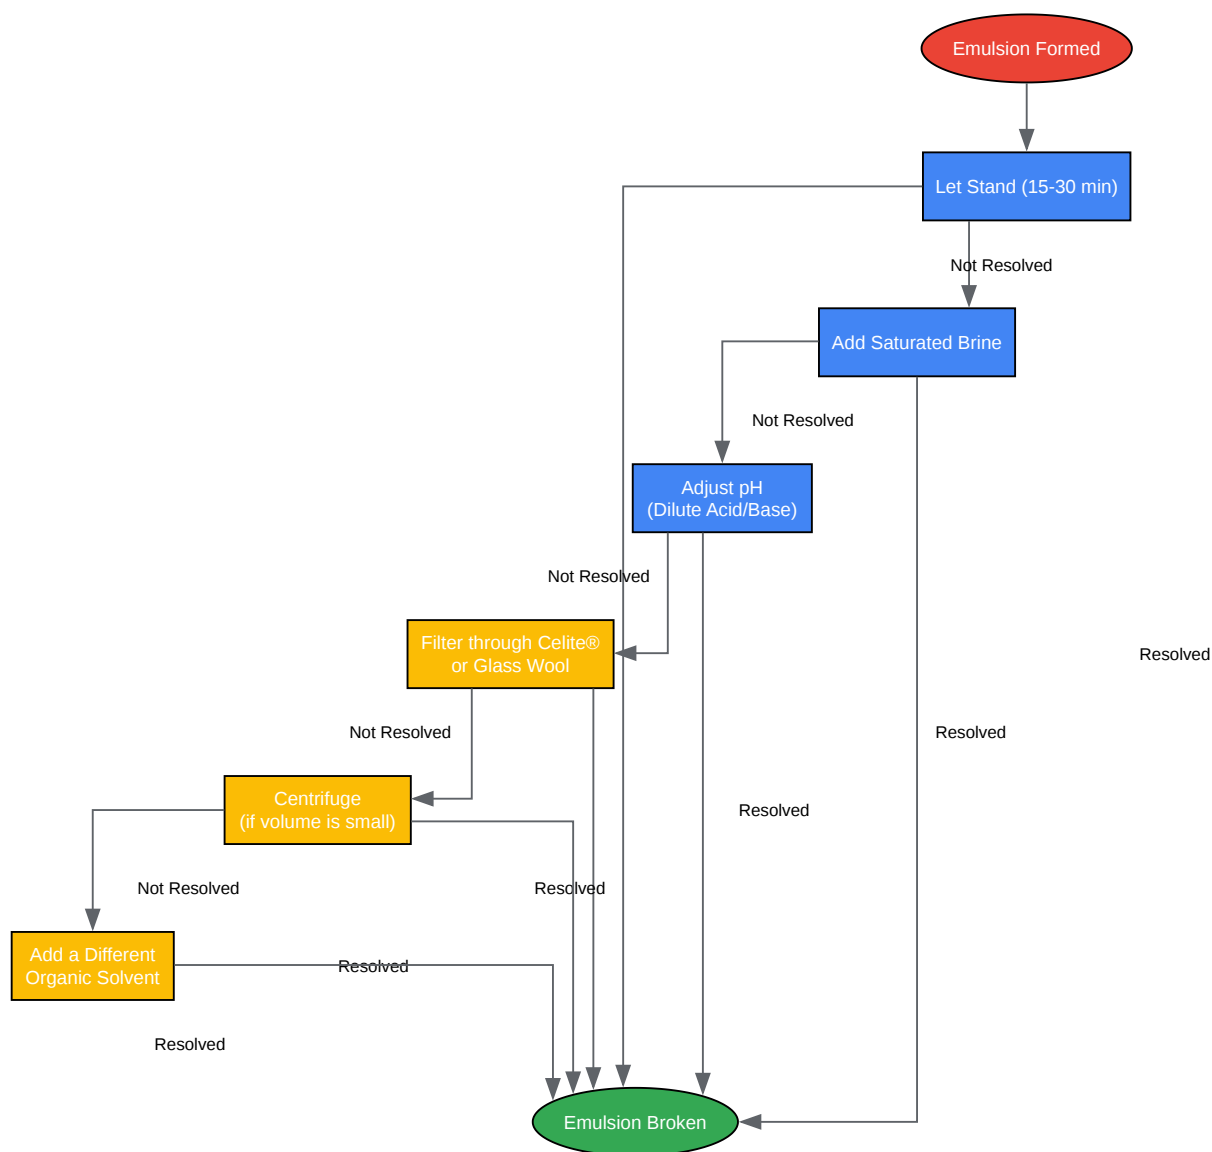 Emulsion Formed
Let Stand (15-30 min)
Not Resolved
Add Saturated Brine
Not Resolved
Adjust pH
(Dilute Acid/Base)
Not Resolved
Filter through Celite®
or Glass Wool
Resolved
Not Resolved
Resolved
Centrifuge
(if volume is small)
Resolved
Not Resolved
Resolved
Add a Different
Organic Solvent
Resolved
Resolved
Emulsion Broken